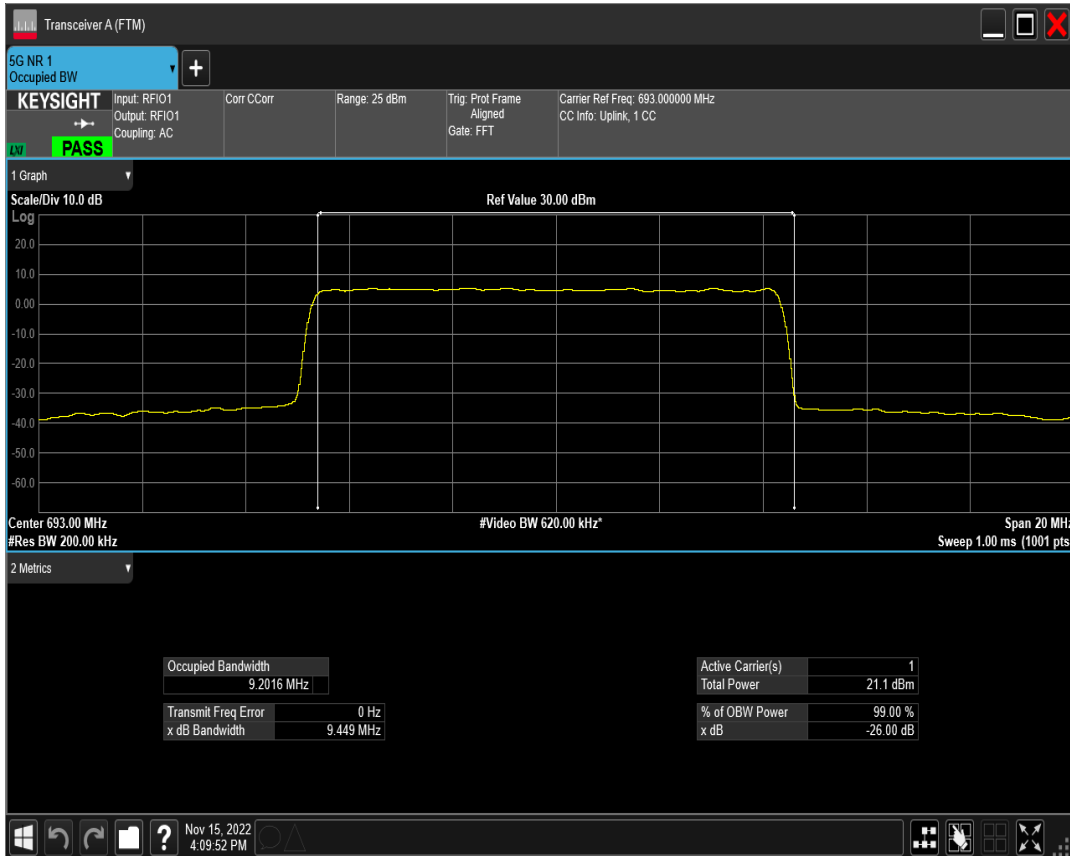 Transceiver A (FTM)
5G NR 1
Occupied BW
+
KEYSIGHT
Input: RFIO1
Output: RFIO1
Coupling: AC
Corr CCorr
Range: 25 dBm
Trig: Prot Frame
Aligned
Gate: FFT
Carrier Ref Freq: 693.000000 MHz
CC Info: Uplink, 1 CC
LXI
PASS
1 Graph
Scale/Div 10.0 dB
Ref Value 30.00 dBm
Log
20.0
10.0
0.00
-10.0
-20.0
-30.0
-40.0
-50.0
-60.0
Center 693.00 MHz
#Video BW 620.00 kHz*
Span 20 MHz
#Res BW 200.00 kHz
Sweep 1.00 ms (1001 pts
2 Metrics
Occupied Bandwidth
9.2016 MHz
Transmit Freq Error 0 Hz
x dB Bandwidth 9.449 MHz
Active Carrier(s) 1
Total Power 21.1 dBm
% of OBW Power 99.00 %
x dB -26.00 dB
?
Nov 15, 2022
4:09:52 PM